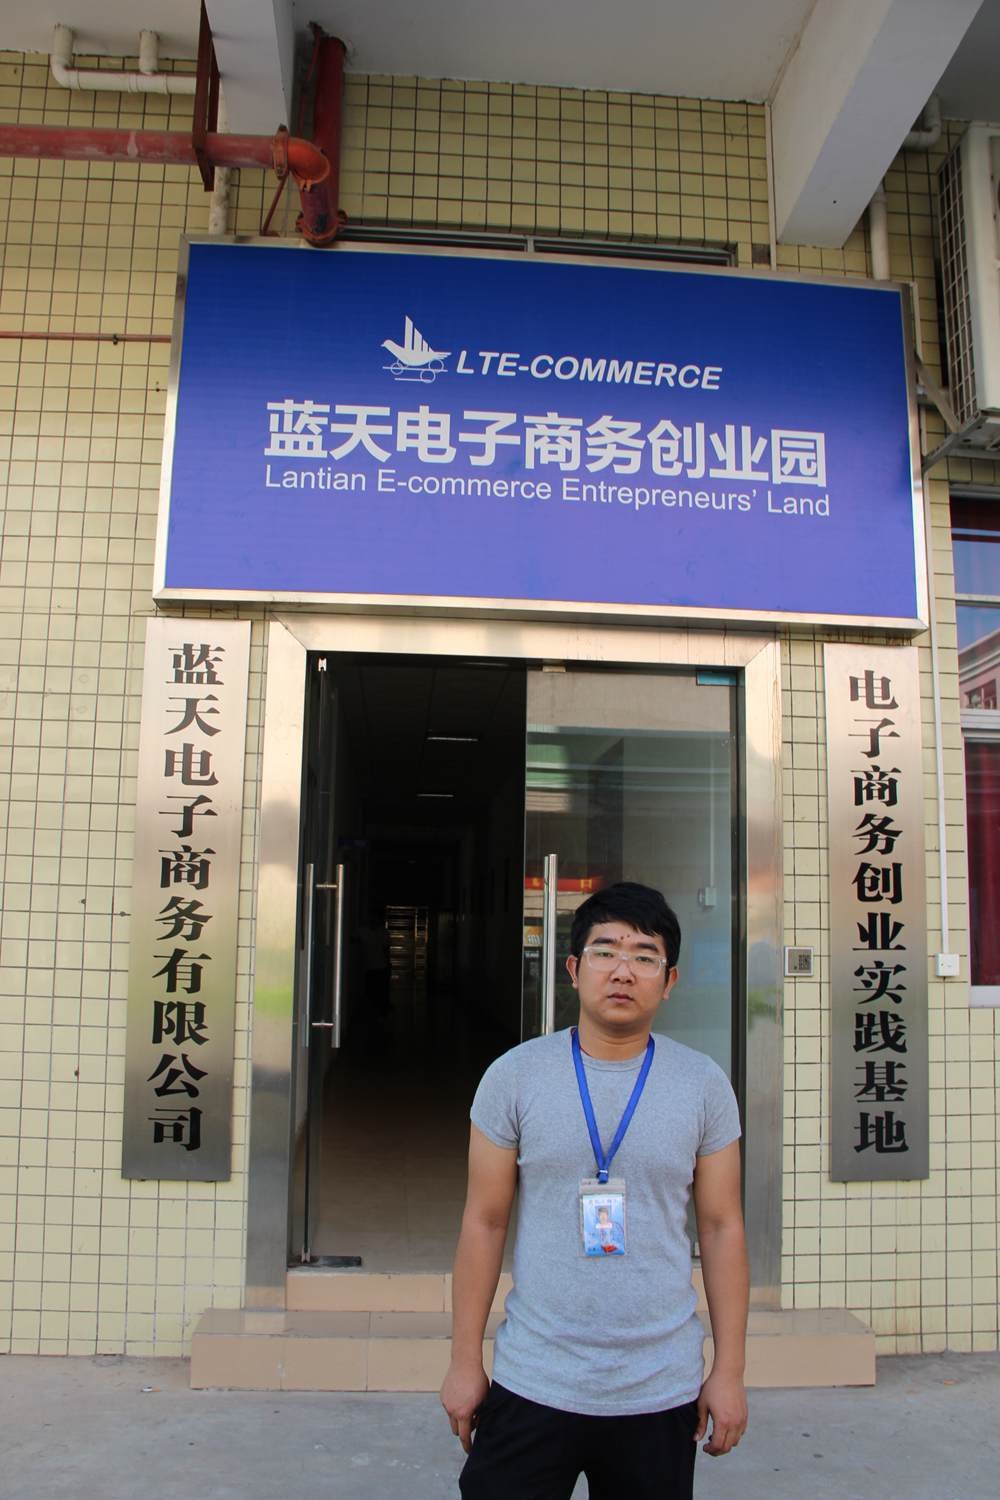 LTE-COMMERCE
蓝天电子商务创业园
Lantian E-commerce Entrepreneurs' Land
蓝天电子商务有限公司
电子商务创业实践基地